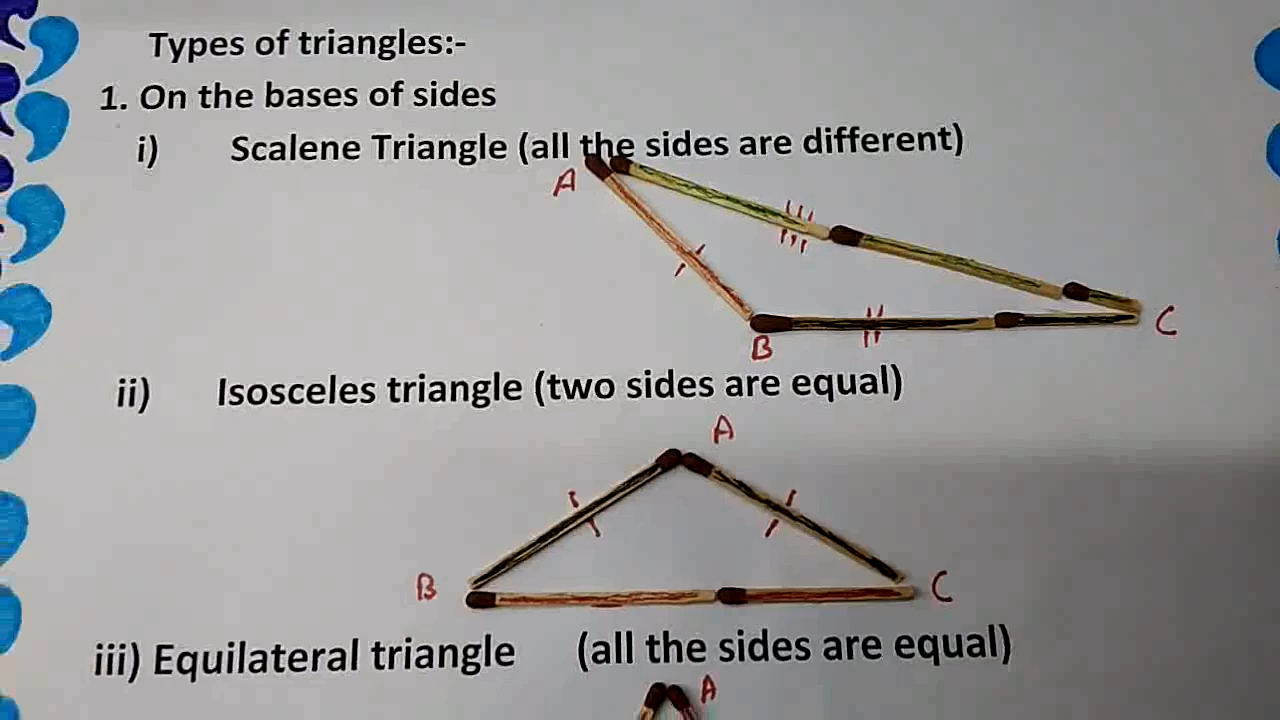 Types of triangles:-
1. On the bases of sides
i) Scalene Triangle (all the sides are different)
A
B
C
ii) Isosceles triangle (two sides are equal)
A
B
C
iii) Equilateral triangle (all the sides are equal)
A